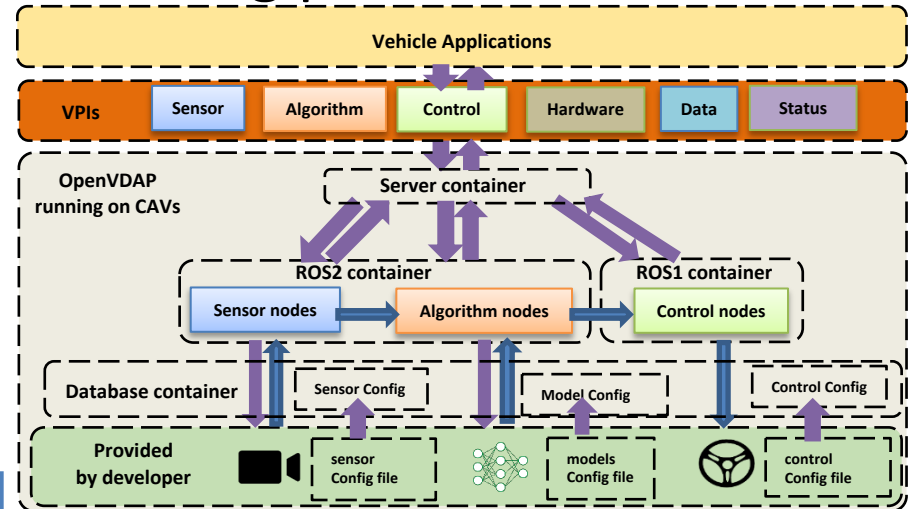 Vehicle Applications
VPIs
Sensor
Algorithm
Control
Hardware
Data
Status
OpenVDAP
running on CAVs
Server container
ROS2 container
ROS1 container
Sensor nodes
Algorithm nodes
Control nodes
Database container
Sensor Config
Model Config
Control Config
Provided
by developer
sensor
Config file
models
Config file
control
Config file